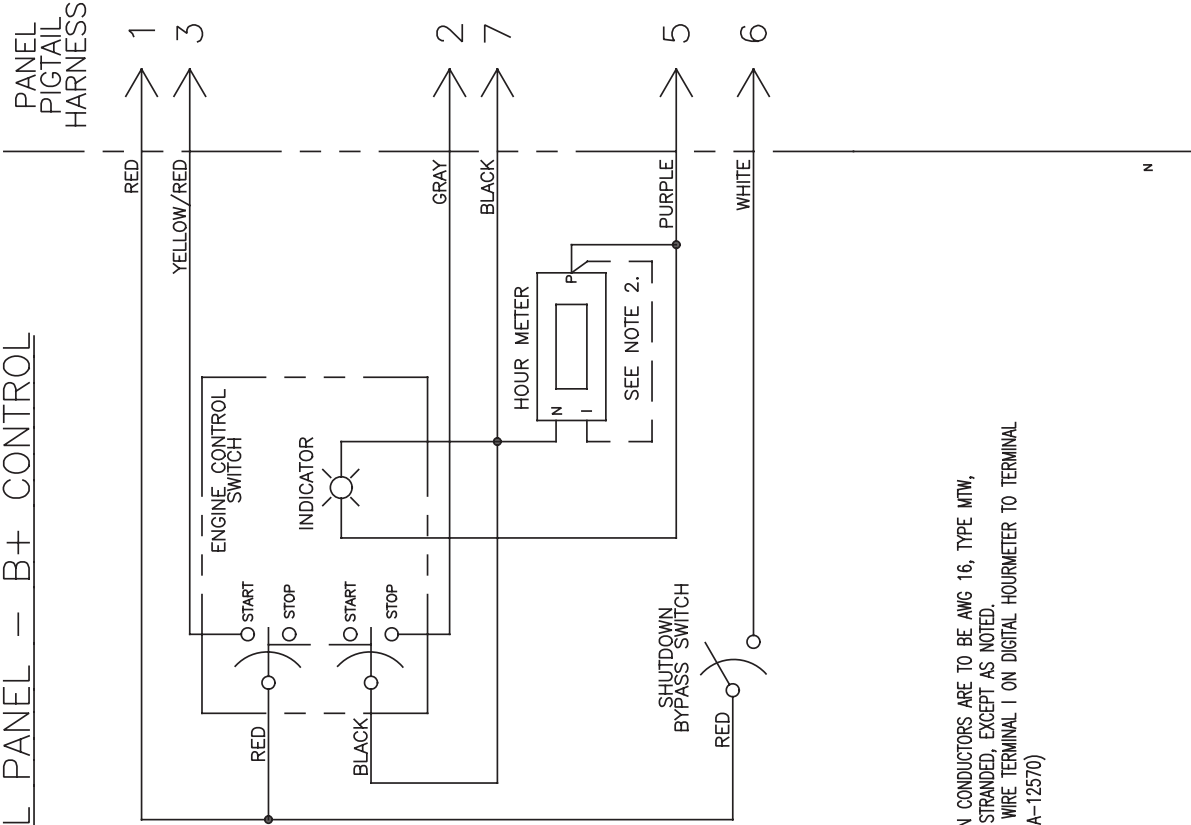 L PANEL - B+ CONTROL
PANEL
PIGTAIL
HARNESS
1
3
2
7
5
6
RED
YELLOW/RED
GRAY
BLACK
PURPLE
WHITE
ENGINE CONTROL
SWITCH
INDICATOR
START
STOP
START
STOP
RED
BLACK
HOUR METER
N
I
P
SEE NOTE 2.
SHUTDOWN
BYPASS SWITCH
RED
N CONDUCTORS ARE TO BE AWG 16, TYPE MTW,
STRANDED, EXCEPT AS NOTED.
WIRE TERMINAL I ON DIGITAL HOURMETER TO TERMINAL
A-12570)
N